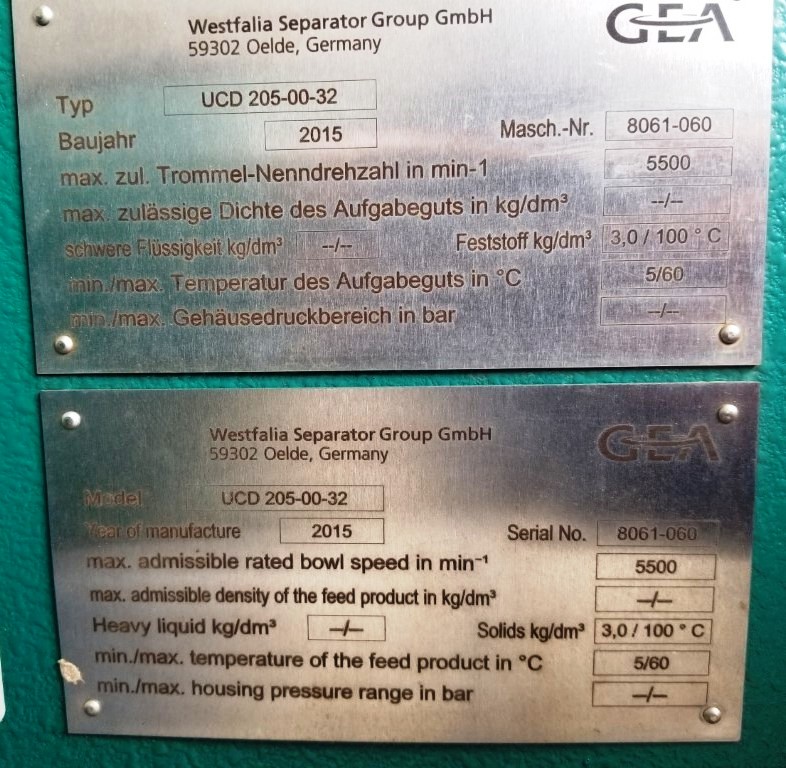 Westfalia Separator Group GmbH GEA
59302 Oelde, Germany
Typ UCD 205-00-32
Baujahr 2015 Masch.-Nr. 8061-060
max. zul. Trommel-Nenndrehzahl in min-1 5500
max. zulässige Dichte des Aufgabeguts in kg/dm³ --/--
schwere Flüssigkeit kg/dm³ --/-- Feststoff kg/dm³ 3,0 / 100 ° C
min./max. Temperatur des Aufgabeguts in °C 5/60
min./max. Gehäusedruckbereich in bar --/--
Westfalia Separator Group GmbH GEA
59302 Oelde, Germany
Model UCD 205-00-32
Year of manufacture 2015 Serial No. 8061-060
max. admissible rated bowl speed in min⁻¹ 5500
max. admissible density of the feed product in kg/dm³ --/--
Heavy liquid kg/dm³ --/-- Solids kg/dm³ 3,0 / 100 ° C
min./max. temperature of the feed product in °C 5/60
min./max. housing pressure range in bar --/--